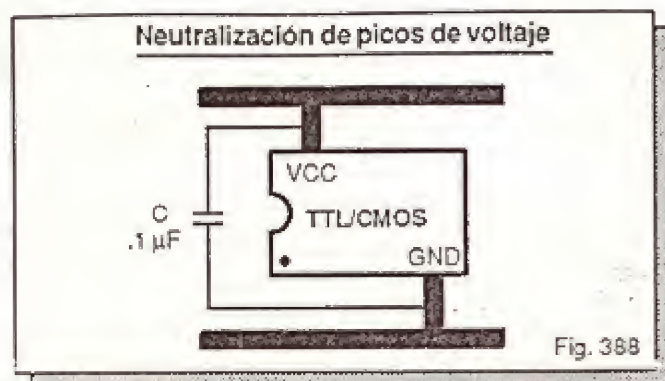 Neutralización de picos de voltaje
VCC
C
.1 µF
TTL/CMOS
GND
Fig. 388